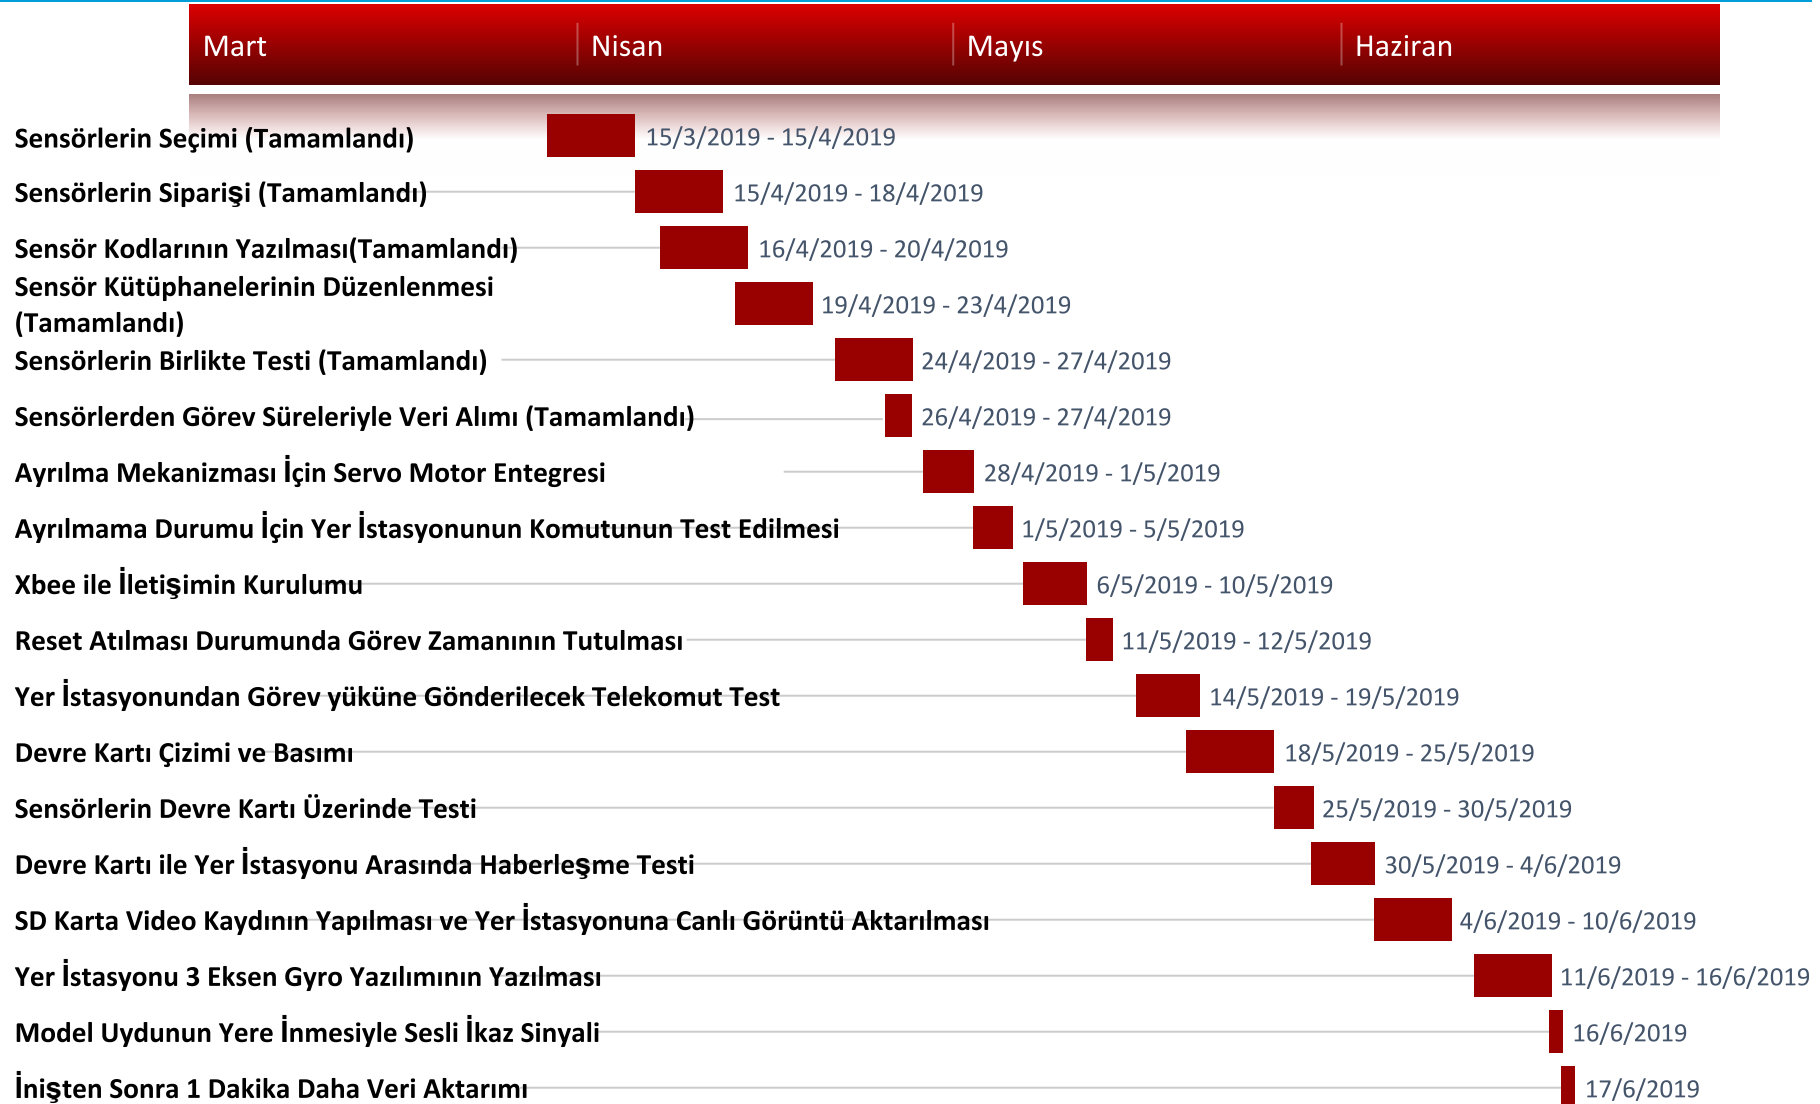 Mart Nisan Mayıs Haziran
Sensörlerin Seçimi (Tamamlandı) 15/3/2019 - 15/4/2019
Sensörlerin Siparişi (Tamamlandı) 15/4/2019 - 18/4/2019
Sensör Kodlarının Yazılması(Tamamlandı) 16/4/2019 - 20/4/2019
Sensör Kütüphanelerinin Düzenlenmesi
(Tamamlandı) 19/4/2019 - 23/4/2019
Sensörlerin Birlikte Testi (Tamamlandı) 24/4/2019 - 27/4/2019
Sensörlerden Görev Süreleriyle Veri Alımı (Tamamlandı) 26/4/2019 - 27/4/2019
Ayrılma Mekanizması İçin Servo Motor Entegresi 28/4/2019 - 1/5/2019
Ayrılmama Durumu İçin Yer İstasyonunun Komutunun Test Edilmesi 1/5/2019 - 5/5/2019
Xbee ile İletişimin Kurulumu 6/5/2019 - 10/5/2019
Reset Atılması Durumunda Görev Zamanının Tutulması 11/5/2019 - 12/5/2019
Yer İstasyonundan Görev yüküne Gönderilecek Telekomut Test 14/5/2019 - 19/5/2019
Devre Kartı Çizimi ve Basımı 18/5/2019 - 25/5/2019
Sensörlerin Devre Kartı Üzerinde Testi 25/5/2019 - 30/5/2019
Devre Kartı ile Yer İstasyonu Arasında Haberleşme Testi 30/5/2019 - 4/6/2019
SD Karta Video Kaydının Yapılması ve Yer İstasyonuna Canlı Görüntü Aktarılması 4/6/2019 - 10/6/2019
Yer İstasyonu 3 Eksen Gyro Yazılımının Yazılması 11/6/2019 - 16/6/2019
Model Uydunun Yere İnmesiyle Sesli İkaz Sinyali 16/6/2019
İnişten Sonra 1 Dakika Daha Veri Aktarımı 17/6/2019